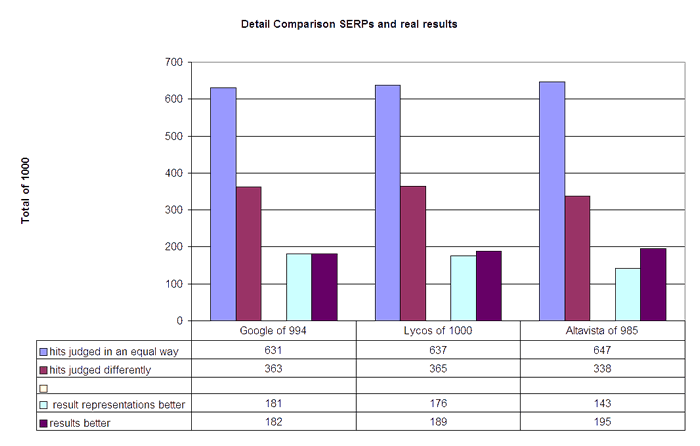 Detail Comparison SERPs and real results
Total of 1000
700
600
500
400
300
200
100
0
Google of 994 Lycos of 1000 Altavista of 985
hits judged in an equal way 631 637 647
hits judged differently 363 365 338
result representations better 181 176 143
results better 182 189 195